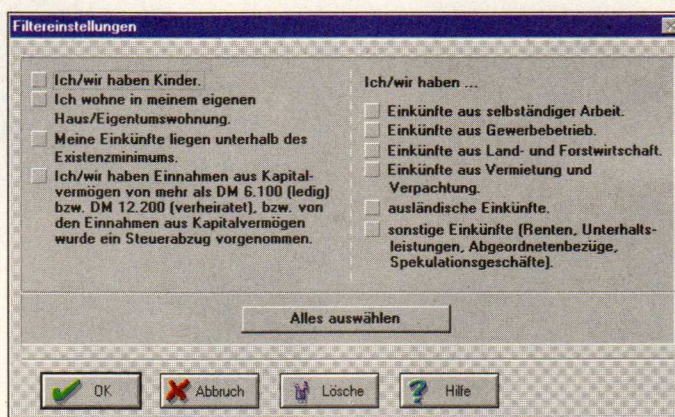 Filtereinstellungen
Ich/wir haben Kinder.
Ich wohne in meinem eigenen
Haus/Eigentumswohnung.
Meine Einkünfte liegen unterhalb des
Existenzminimums.
Ich/wir haben Einnahmen aus Kapital-
vermögen von mehr als DM 6.100 (ledig)
bzw. DM 12.200 (verheiratet), bzw. von
den Einnahmen aus Kapitalvermögen
wurde ein Steuerabzug vorgenommen.
Ich/wir haben ...
Einkünfte aus selbständiger Arbeit.
Einkünfte aus Gewerbebetrieb.
Einkünfte aus Land- und Forstwirtschaft.
Einkünfte aus Vermietung und
Verpachtung.
ausländische Einkünfte.
sonstige Einkünfte (Renten, Unterhalts-
leistungen, Abgeordnetenbezüge,
Spekulationsgeschäfte).
Alles auswählen
OK
Abbruch
Lösche
Hilfe